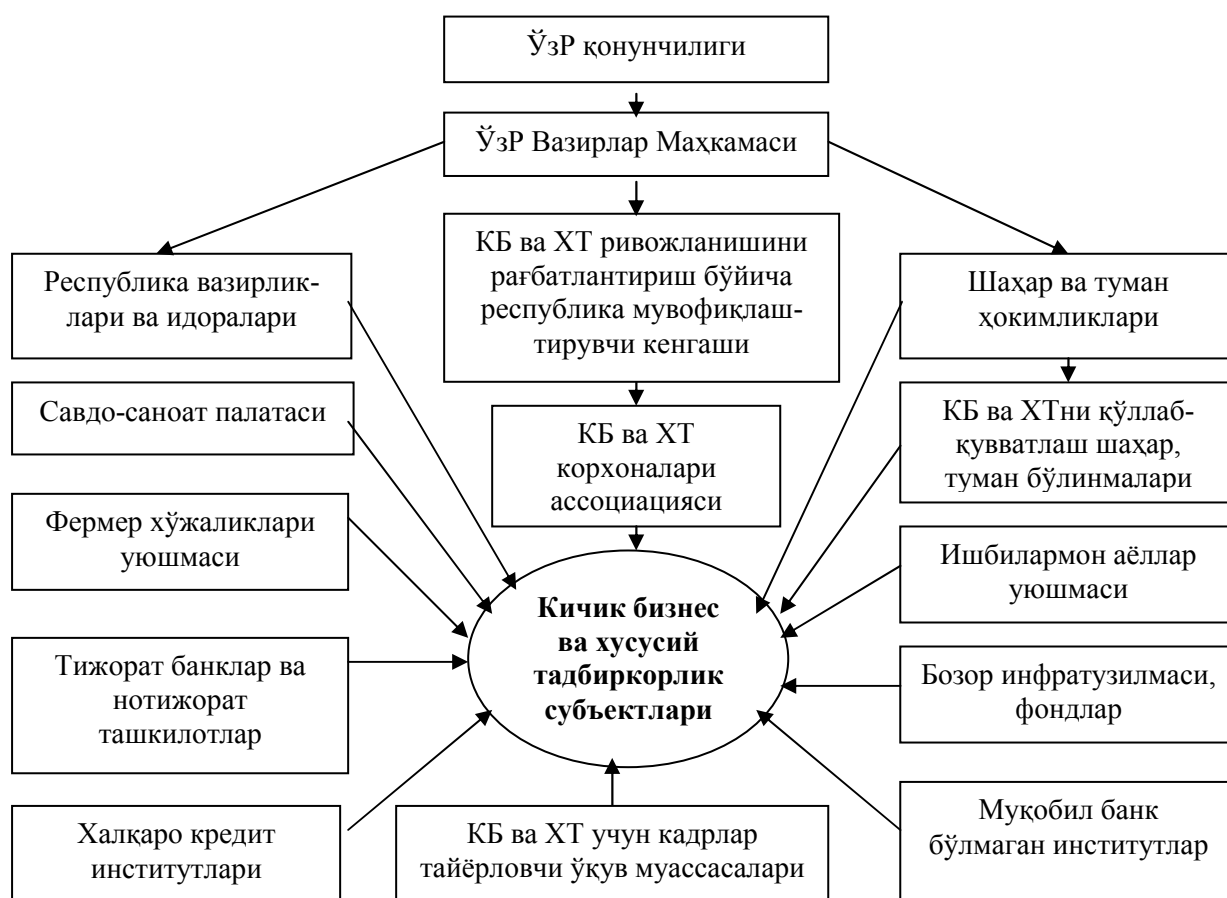 ЎзР қонунчилиги
ЎзР Вазирлар Маҳкамаси
Республика вазирлик-
лари ва идоралари
КБ ва ХТ ривожланишини
рағбатлантириш бўйича
республика мувофиқлаш-
тирувчи кенгаши
Шаҳар ва туман
ҳокимликлари
Савдо-саноат палатаси
КБ ва ХТ
корхоналари
ассоциацияси
КБ ва ХТни қўллаб-
қувватлаш шаҳар,
туман бўлинмалари
Фермер хўжаликлари
уюшмаси
Ишбилармон аёллар
уюшмаси
Кичик бизнес
ва хусусий
тадбиркорлик
субъектлари
Тижорат банклар ва
нотижорат
ташкилотлар
Бозор инфратузилмаси,
фондлар
Халқаро кредит
институтлари
КБ ва ХТ учун кадрлар
тайёрловчи ўқув муассасалари
Муқобил банк
бўлмаган институтлар